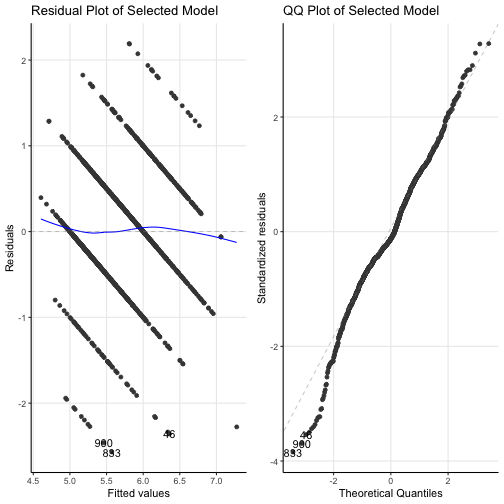 Residual Plot of Selected Model
2
1
0
-1
-2
Residuals
46
900
853
4.5 5.0 5.5 6.0 6.5 7.0
Fitted values
QQ Plot of Selected Model
2
0
-2
-4
Standardized residuals
46
900
853
-2 0 2
Theoretical Quantiles